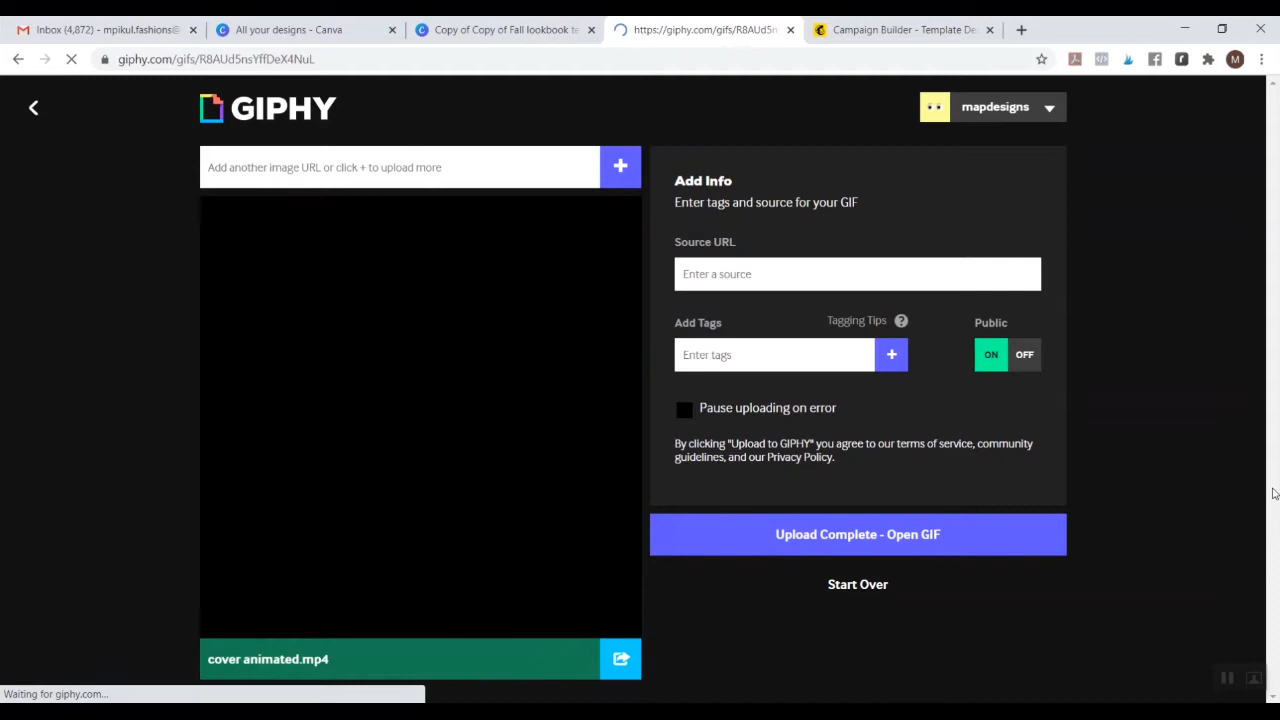 Inbox (4,872) - mpikul.fashions@
All your designs - Canva
Copy of Copy of Fall lookbook te
https://giphy.com/gifs/R8AUd5n
Campaign Builder - Template De
giphy.com/gifs/R8AUd5nsYffDeX4NuL
M
GIPHY
mapdesigns
Add another image URL or click + to upload more
Add Info
Enter tags and source for your GIF
Source URL
Enter a source
Add Tags
Tagging Tips ?
Public
Enter tags
ON OFF
Pause uploading on error
By clicking "Upload to GIPHY" you agree to our terms of service, community
guidelines, and our Privacy Policy.
Upload Complete - Open GIF
Start Over
cover animated.mp4
Waiting for giphy.com...